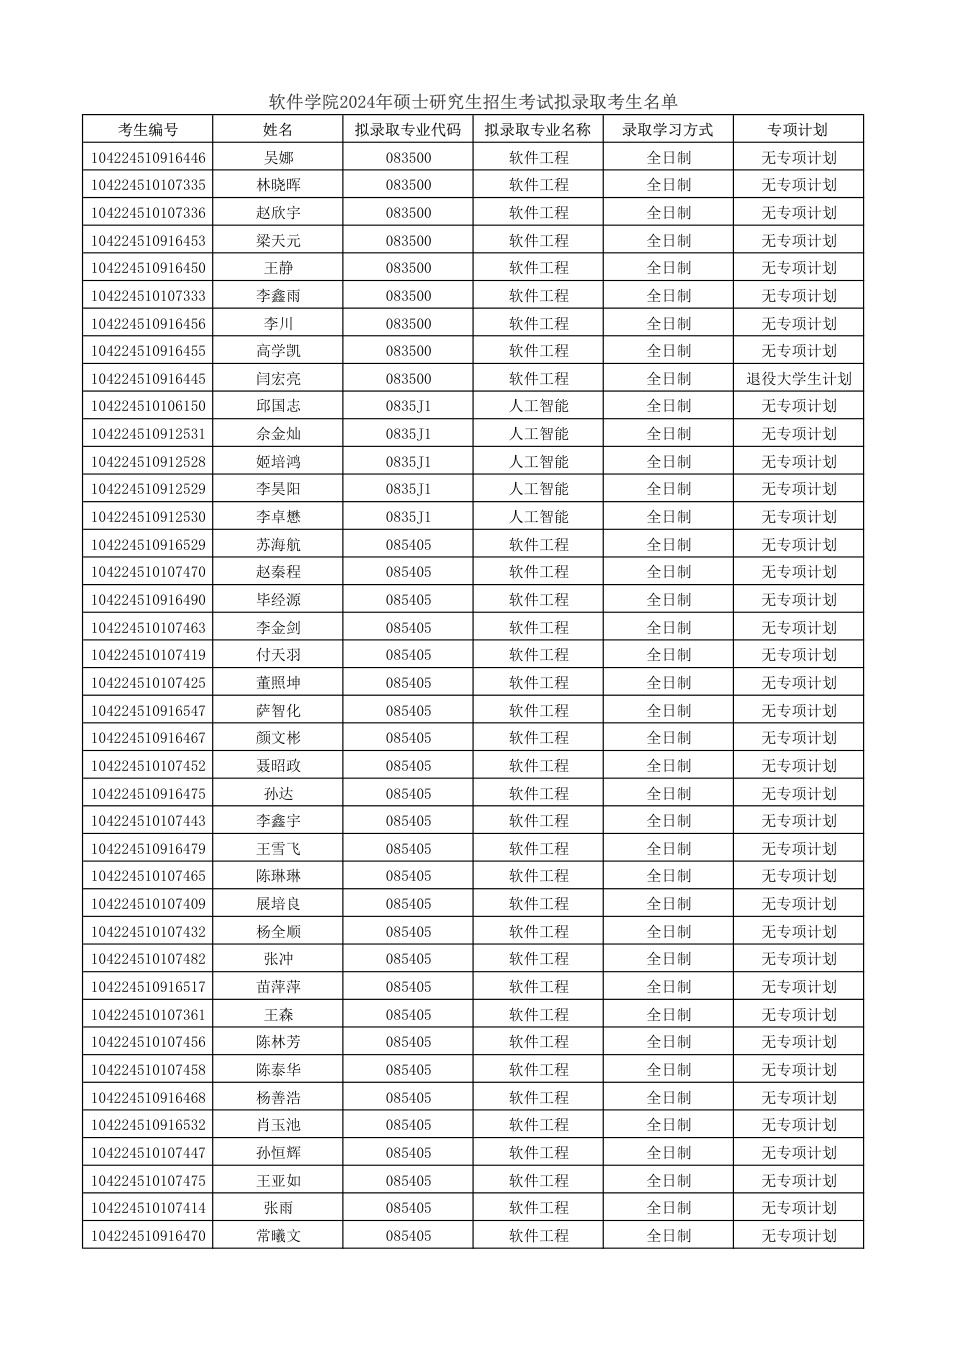 软件学院2024年硕士研究生招生考试拟录取考生名单
考生编号 姓名 拟录取专业代码 拟录取专业名称 录取学习方式 专项计划
104224510916446 吴娜 083500 软件工程 全日制 无专项计划
104224510107335 林晓晖 083500 软件工程 全日制 无专项计划
104224510107336 赵欣宇 083500 软件工程 全日制 无专项计划
104224510916453 梁天元 083500 软件工程 全日制 无专项计划
104224510916450 王静 083500 软件工程 全日制 无专项计划
104224510107333 李鑫雨 083500 软件工程 全日制 无专项计划
104224510916456 李川 083500 软件工程 全日制 无专项计划
104224510916455 高学凯 083500 软件工程 全日制 无专项计划
104224510916445 闫宏亮 083500 软件工程 全日制 退役大学生计划
104224510106150 邱国志 0835J1 人工智能 全日制 无专项计划
104224510912531 佘金灿 0835J1 人工智能 全日制 无专项计划
104224510912528 姬培鸿 0835J1 人工智能 全日制 无专项计划
104224510912529 李昊阳 0835J1 人工智能 全日制 无专项计划
104224510912530 李卓懋 0835J1 人工智能 全日制 无专项计划
104224510916529 苏海航 085405 软件工程 全日制 无专项计划
104224510107470 赵秦程 085405 软件工程 全日制 无专项计划
104224510916490 毕经源 085405 软件工程 全日制 无专项计划
104224510107463 李金剑 085405 软件工程 全日制 无专项计划
104224510107419 付天羽 085405 软件工程 全日制 无专项计划
104224510107425 董照坤 085405 软件工程 全日制 无专项计划
104224510916547 萨智化 085405 软件工程 全日制 无专项计划
104224510916467 颜文彬 085405 软件工程 全日制 无专项计划
104224510107452 聂昭政 085405 软件工程 全日制 无专项计划
104224510916475 孙达 085405 软件工程 全日制 无专项计划
104224510107443 李鑫宇 085405 软件工程 全日制 无专项计划
104224510916479 王雪飞 085405 软件工程 全日制 无专项计划
104224510107465 陈琳琳 085405 软件工程 全日制 无专项计划
104224510107409 展培良 085405 软件工程 全日制 无专项计划
104224510107432 杨全顺 085405 软件工程 全日制 无专项计划
104224510107482 张冲 085405 软件工程 全日制 无专项计划
104224510916517 苗萍萍 085405 软件工程 全日制 无专项计划
104224510107361 王森 085405 软件工程 全日制 无专项计划
104224510107456 陈林芳 085405 软件工程 全日制 无专项计划
104224510107458 陈泰华 085405 软件工程 全日制 无专项计划
104224510916468 杨善浩 085405 软件工程 全日制 无专项计划
104224510916532 肖玉池 085405 软件工程 全日制 无专项计划
104224510107447 孙恒辉 085405 软件工程 全日制 无专项计划
104224510107475 王亚如 085405 软件工程 全日制 无专项计划
104224510107414 张雨 085405 软件工程 全日制 无专项计划
104224510916470 常曦文 085405 软件工程 全日制 无专项计划